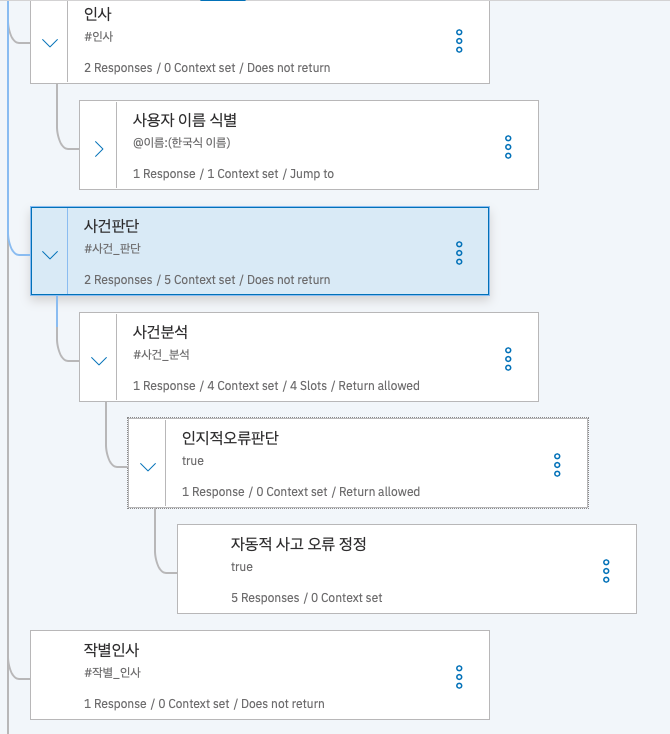 인사
#인사
2 Responses / 0 Context set / Does not return
사용자 이름 식별
@이름:(한국식 이름)
1 Response / 1 Context set / Jump to
사건판단
#사건_판단
2 Responses / 5 Context set / Does not return
사건분석
#사건_분석
1 Response / 4 Context set / 4 Slots / Return allowed
인지적오류판단
true
1 Response / 0 Context set / Return allowed
자동적 사고 오류 정정
true
5 Responses / 0 Context set
작별인사
#작별_인사
1 Response / 0 Context set / Does not return